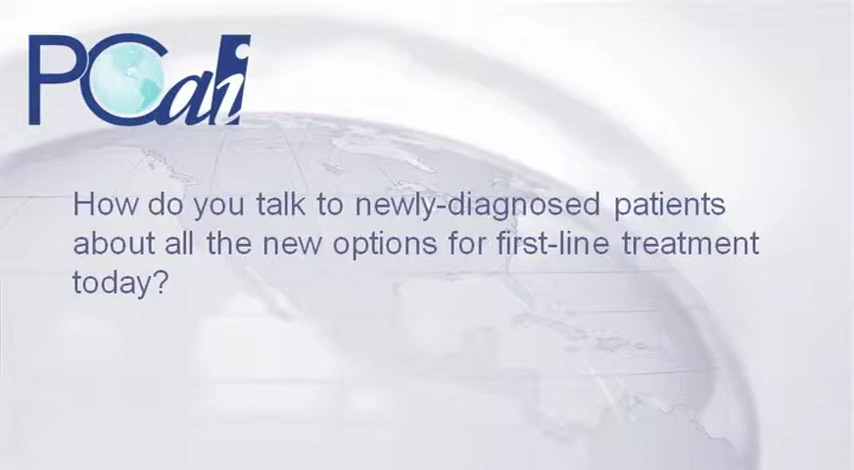 PCai
How do you talk to newly-diagnosed patients
about all the new options for first-line treatment
today?